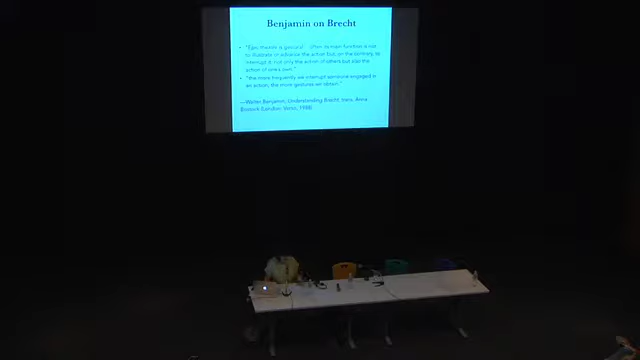 Benjamin on Brecht
• "Epic theatre is gestural. often its main function is not
to illustrate or advance the action but, on the contrary, to
interrupt it: not only the action of others but also the
action of one's own."
• "the more frequently we interrupt someone engaged in
an action, the more gestures we obtain."
—Walter Benjamin, Understanding Brecht, trans. Anna
Bostock (London: Verso, 1988)